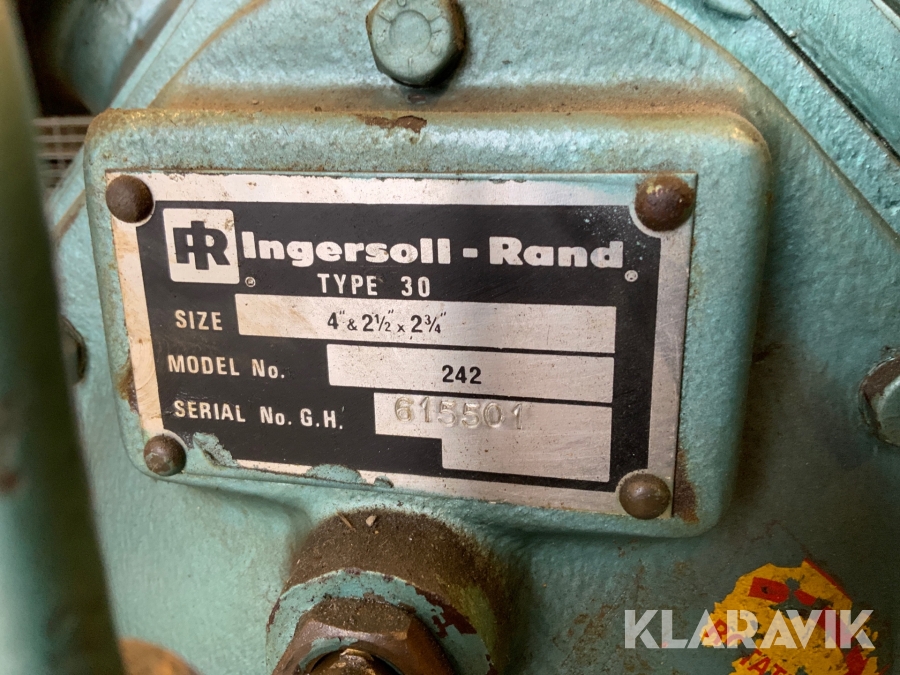 IR Ingersoll-Rand®
®
TYPE 30
SIZE 4" & 2½" x 2¾"
MODEL No. 242
SERIAL No. G.H. 615501
KLARAVIK